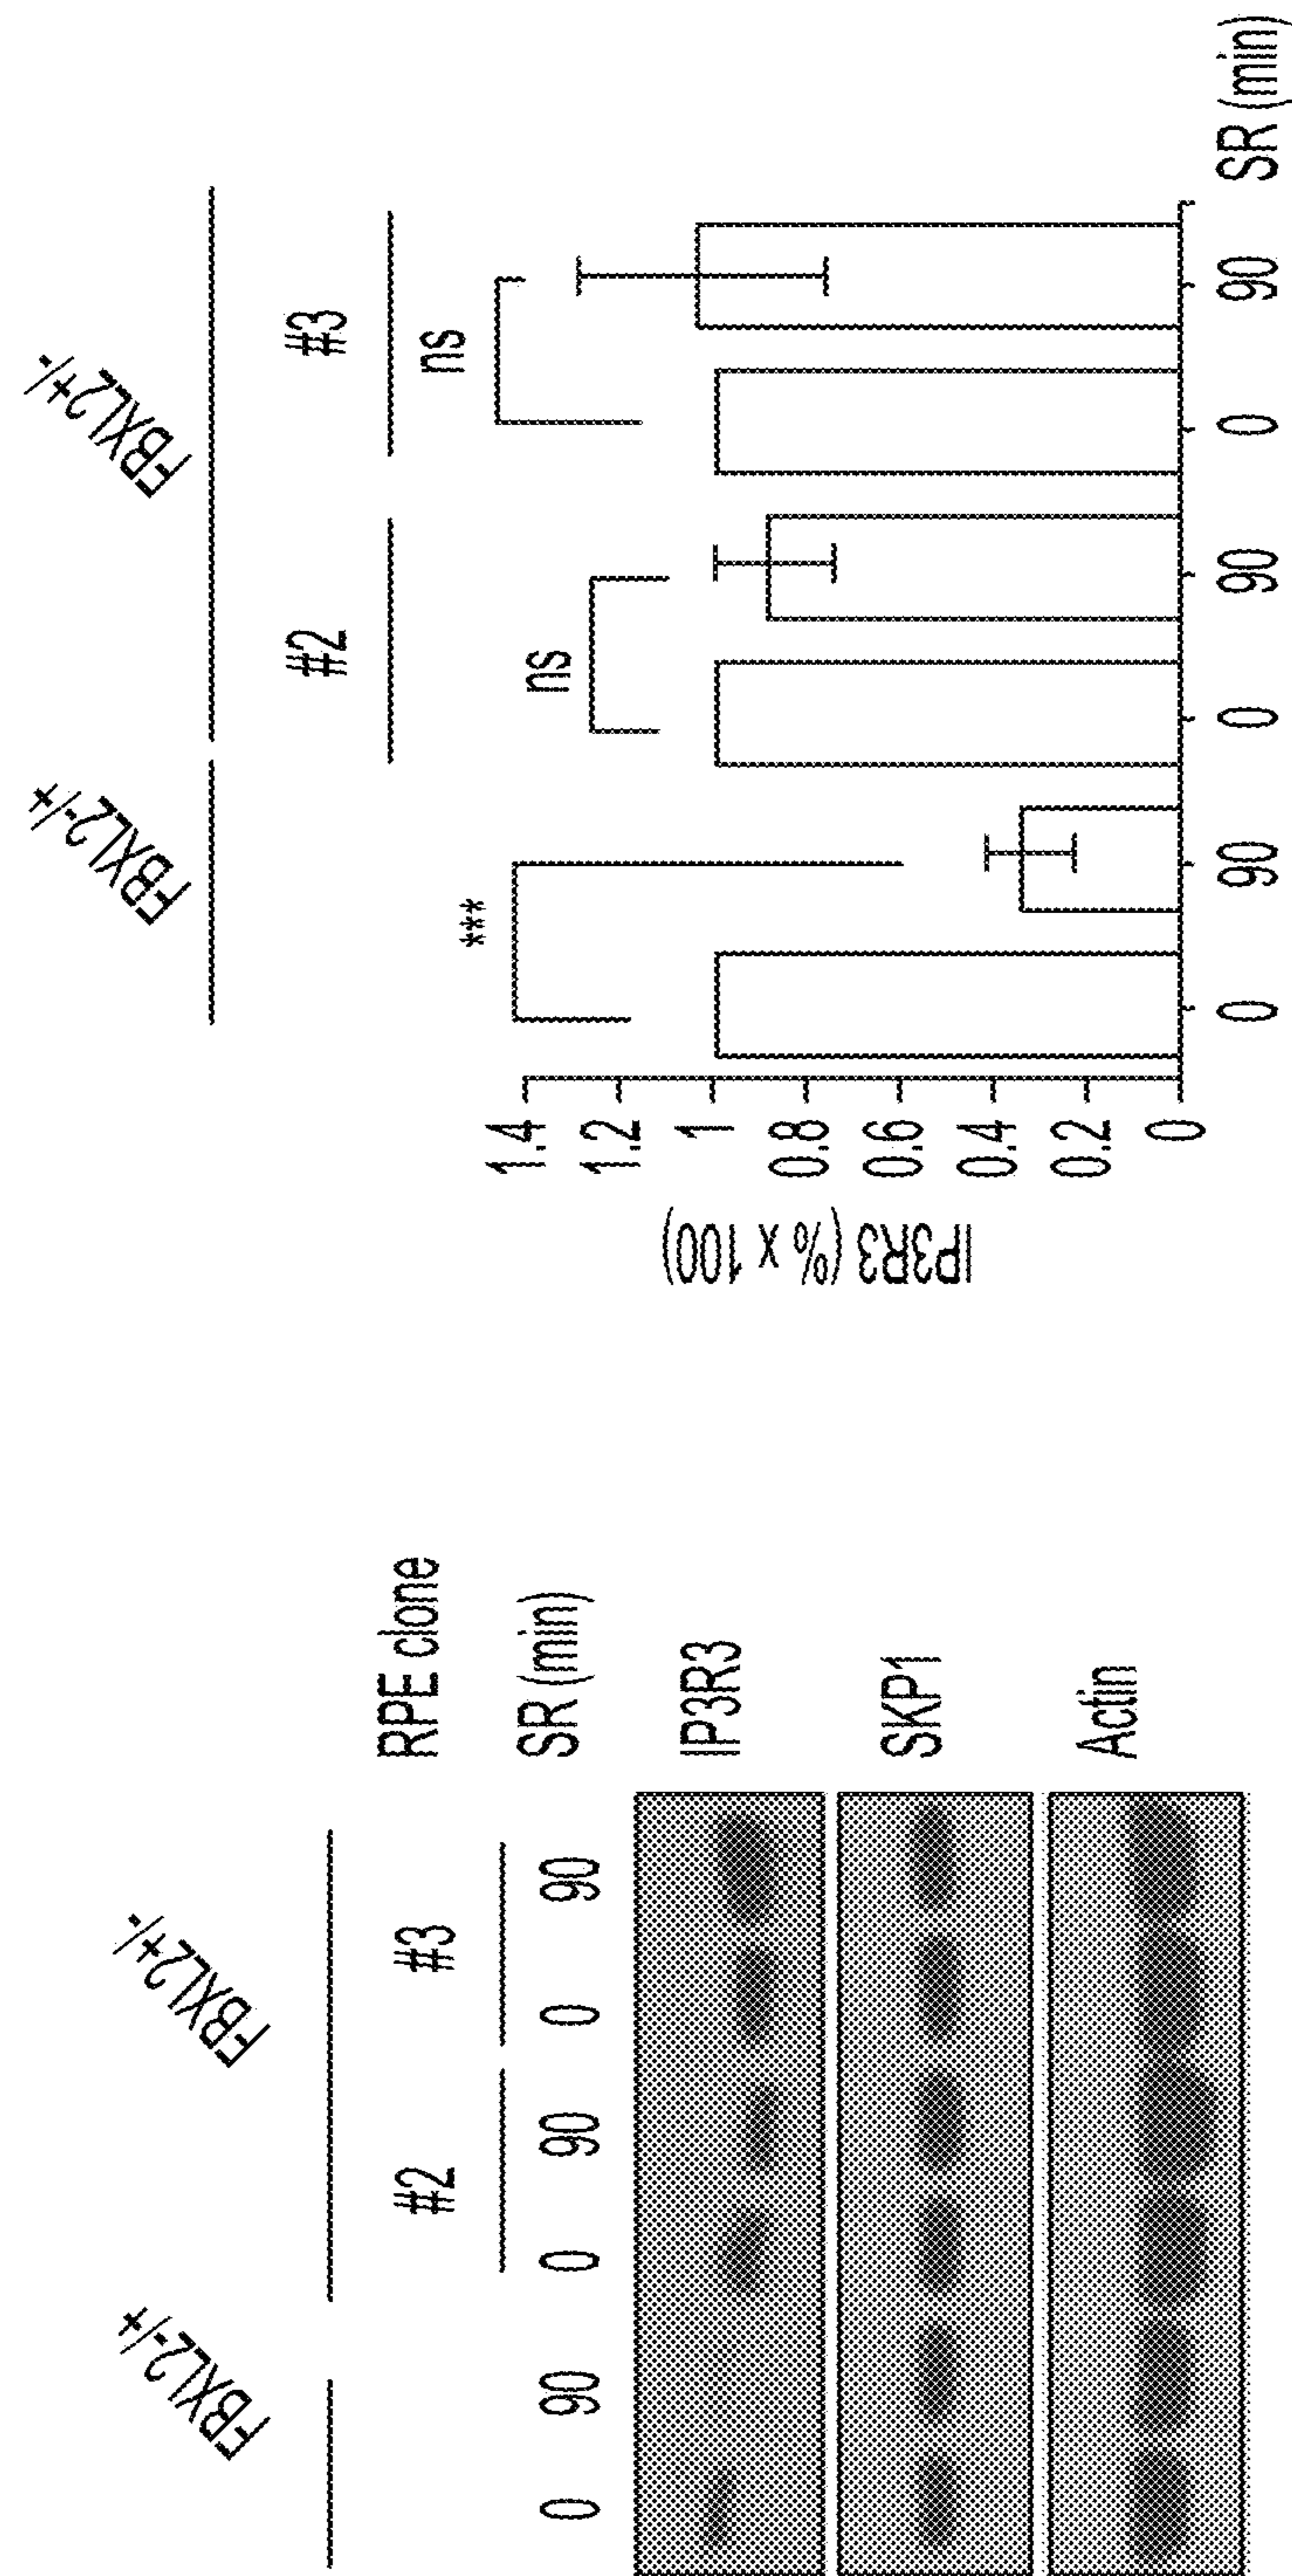 FBXL2-/+ FBXL2+/-
#2 #3 RPE clone
0 90 0 90 0 90 SR (min)
IP3R3
SKP1
Actin
FBXL2-/+ FBXL2+/-
#2 #3
*** ns ns
IP3R3 (% x 100)
1.4
1.2
1
0.8
0.6
0.4
0.2
0
0 90 0 90 0 90 SR (min)